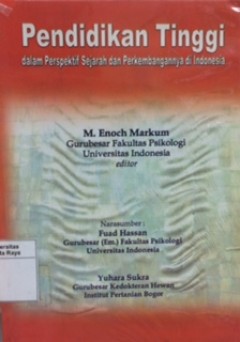 Pendidikan Tinggi
dalam Perspektif Sejarah dan Perkembangannya di Indonesia
M. Enoch Markum
Gurubesar Fakultas Psikologi
Universitas Indonesia
editor
Narasumber :
Fuad Hassan
Gurubesar (Em.) Fakultas Psikologi
Universitas Indonesia
Yuhara Sukra
Gurubesar Kedokteran Hewan
Institut Pertanian Bogor